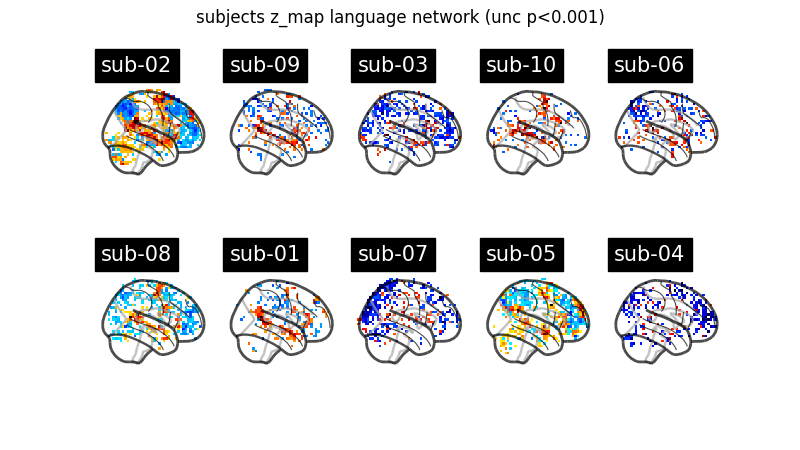 subjects z_map language network (unc p<0.001)
sub-02
sub-09
sub-03
sub-10
sub-06
sub-08
sub-01
sub-07
sub-05
sub-04